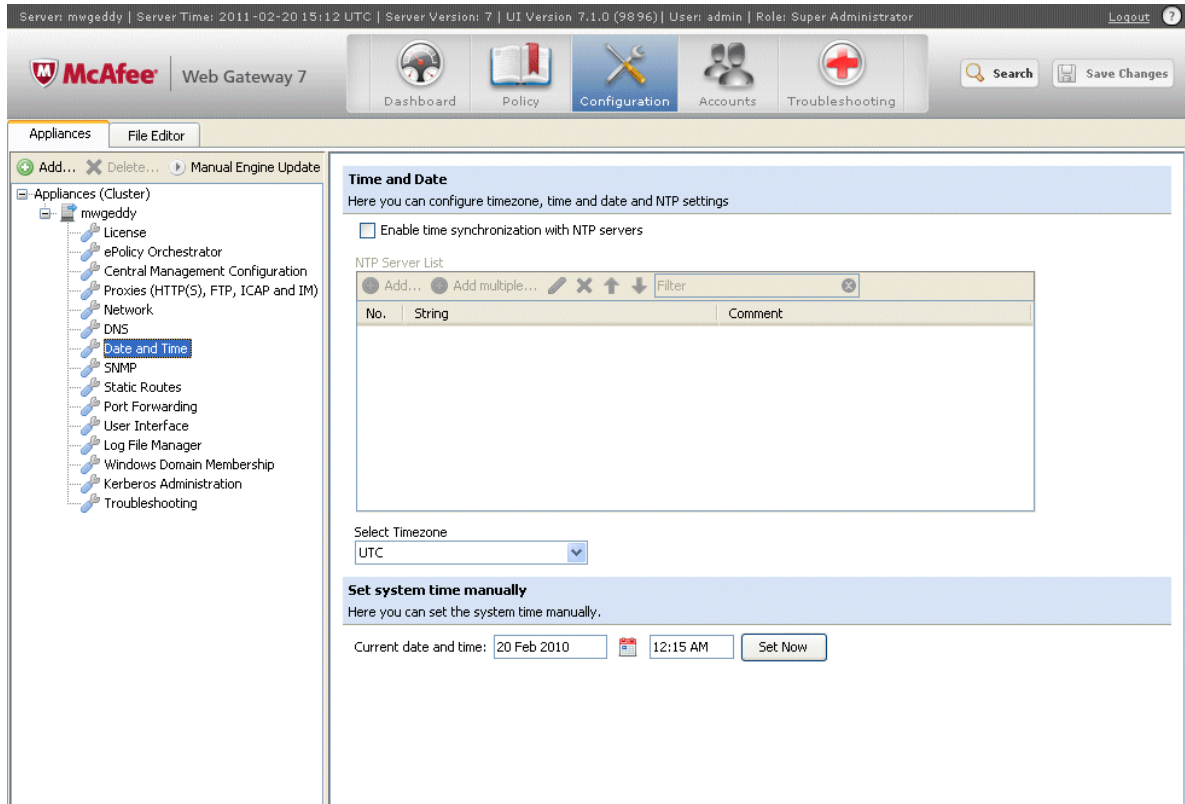 Server: mwgeddy | Server Time: 2011-02-20 15:12 UTC | Server Version: 7 | UI Version 7.1.0 (9896)| User: admin | Role: Super Administrator Logout ?
McAfee Web Gateway 7
Dashboard Policy Configuration Accounts Troubleshooting
Search Save Changes
Appliances File Editor
Add... Delete... Manual Engine Update
Appliances (Cluster)
mwgeddy
License
ePolicy Orchestrator
Central Management Configuration
Proxies (HTTP(S), FTP, ICAP and IM)
Network
DNS
Date and Time
SNMP
Static Routes
Port Forwarding
User Interface
Log File Manager
Windows Domain Membership
Kerberos Administration
Troubleshooting
Time and Date
Here you can configure timezone, time and date and NTP settings
Enable time synchronization with NTP servers
NTP Server List
Add... Add multiple... Filter
No. String Comment
Select Timezone
UTC
Set system time manually
Here you can set the system time manually.
Current date and time: 20 Feb 2010 12:15 AM Set Now